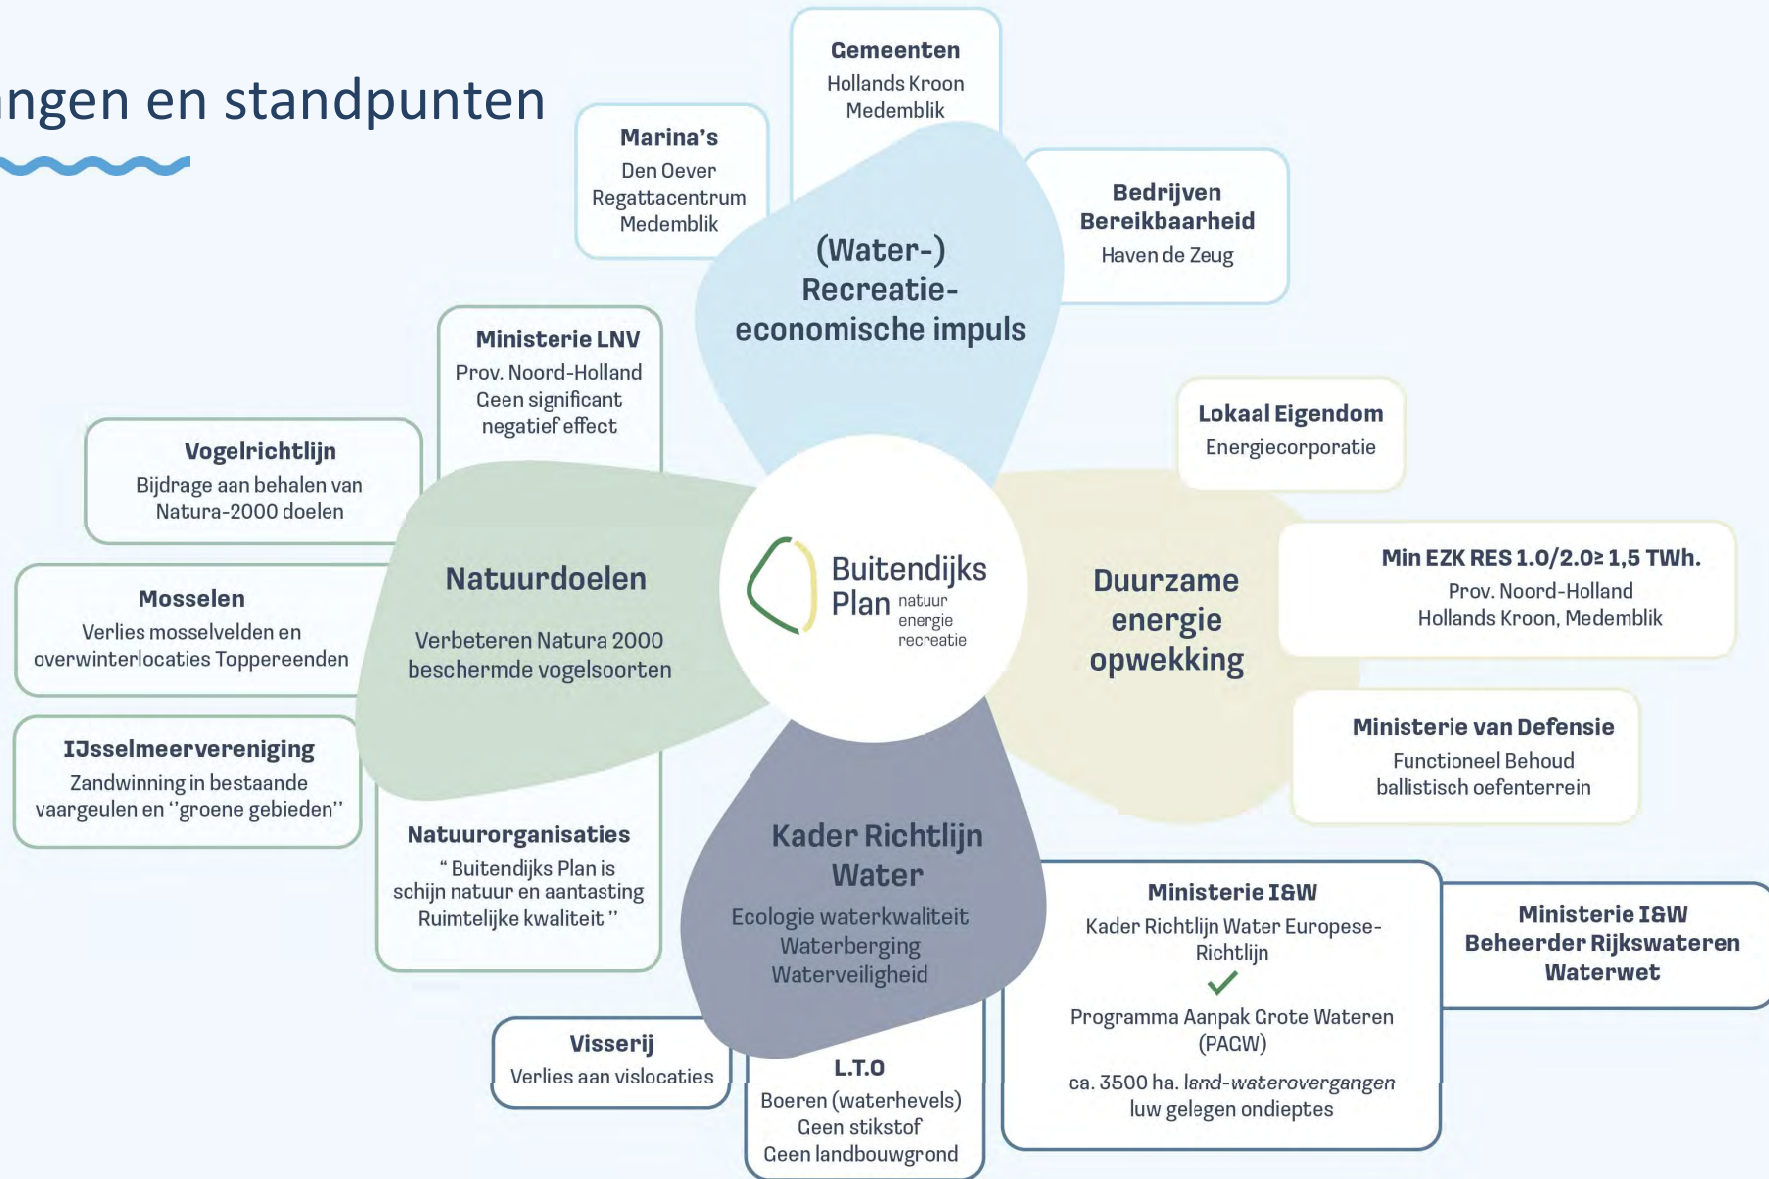 angen en standpunten
Gemeenten
Hollands Kroon
Medemblik
Marina's
Den Oever
Regattacentrum
Medemblik
Bedrijven
Bereikbaarheid
Haven de Zeug
(Water-)
Recreatie-
economische impuls
Ministerie LNV
Prov. Noord-Holland
Geen significant
negatief effect
Vogelrichtlijn
Bijdrage aan behalen van
Natura-2000 doelen
Mosselen
Verlies mosselvelden en
overwinterlocaties Toppereenden
IJsselmeervereniging
Zandwinning in bestaande
vaargeulen en ‘’groene gebieden’’
Natuurdoelen
Verbeteren Natura 2000
beschermde vogelsoorten
Natuurorganisaties
“ Buitendijks Plan is
schijn natuur en aantasting
Ruimtelijke kwaliteit ’’
Buitendijks
Plan natuur
energie
recreatie
Lokaal Eigendom
Energiecorporatie
Duurzame
energie
opwekking
Min EZK RES 1.0/2.0≥ 1,5 TWh.
Prov. Noord-Holland
Hollands Kroon, Medemblik
Ministerie van Defensie
Functioneel Behoud
ballistisch oefenterrein
Kader Richtlijn
Water
Ecologie waterkwaliteit
Waterberging
Waterveiligheid
Visserij
Verlies aan vislocaties
L.T.O
Boeren (waterhevels)
Geen stikstof
Geen landbouwgrond
Ministerie I&W
Kader Richtlijn Water Europese-
Richtlijn
✓
Programma Aanpak Grote Wateren
(PAGW)
ca. 3500 ha. land-waterovergangen
luw gelegen ondieptes
Ministerie I&W
Beheerder Rijkswateren
Waterwet